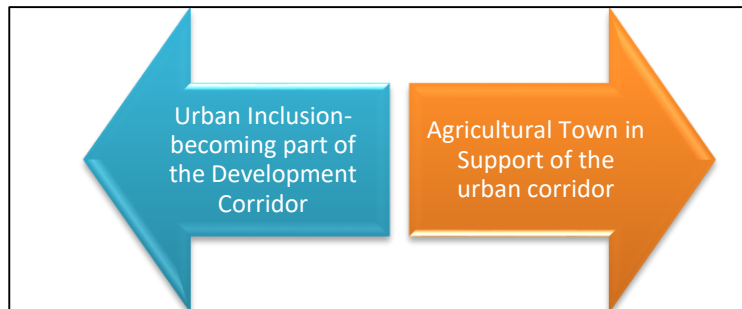 Urban Inclusion-
becoming part of
the Development
Corridor
Agricultural Town in
Support of the
urban corridor